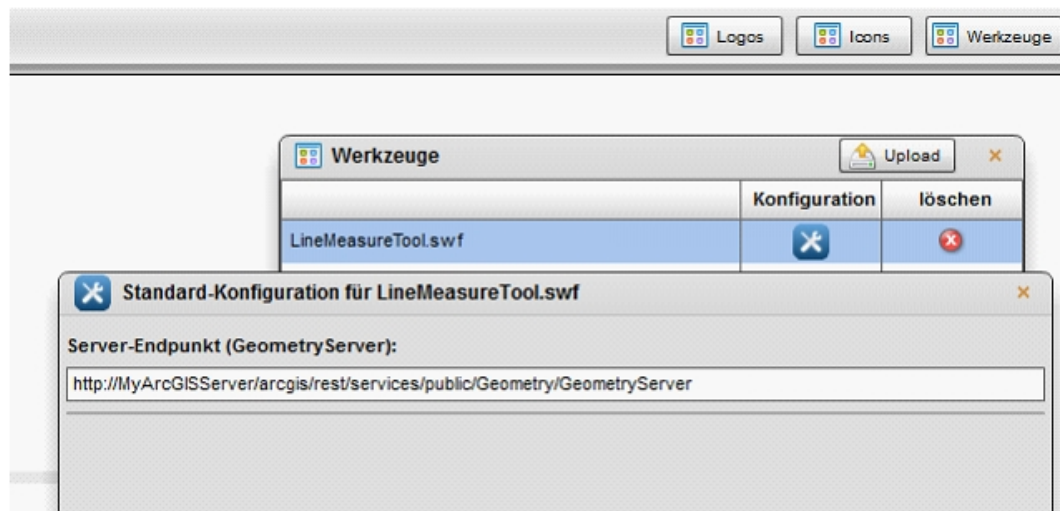 Logos Icons Werkzeuge
Werkzeuge Upload
Konfiguration löschen
LineMeasureTool.swf
Standard-Konfiguration für LineMeasureTool.swf
Server-Endpunkt (GeometryServer):
http://MyArcGISServer/arcgis/rest/services/public/Geometry/GeometryServer